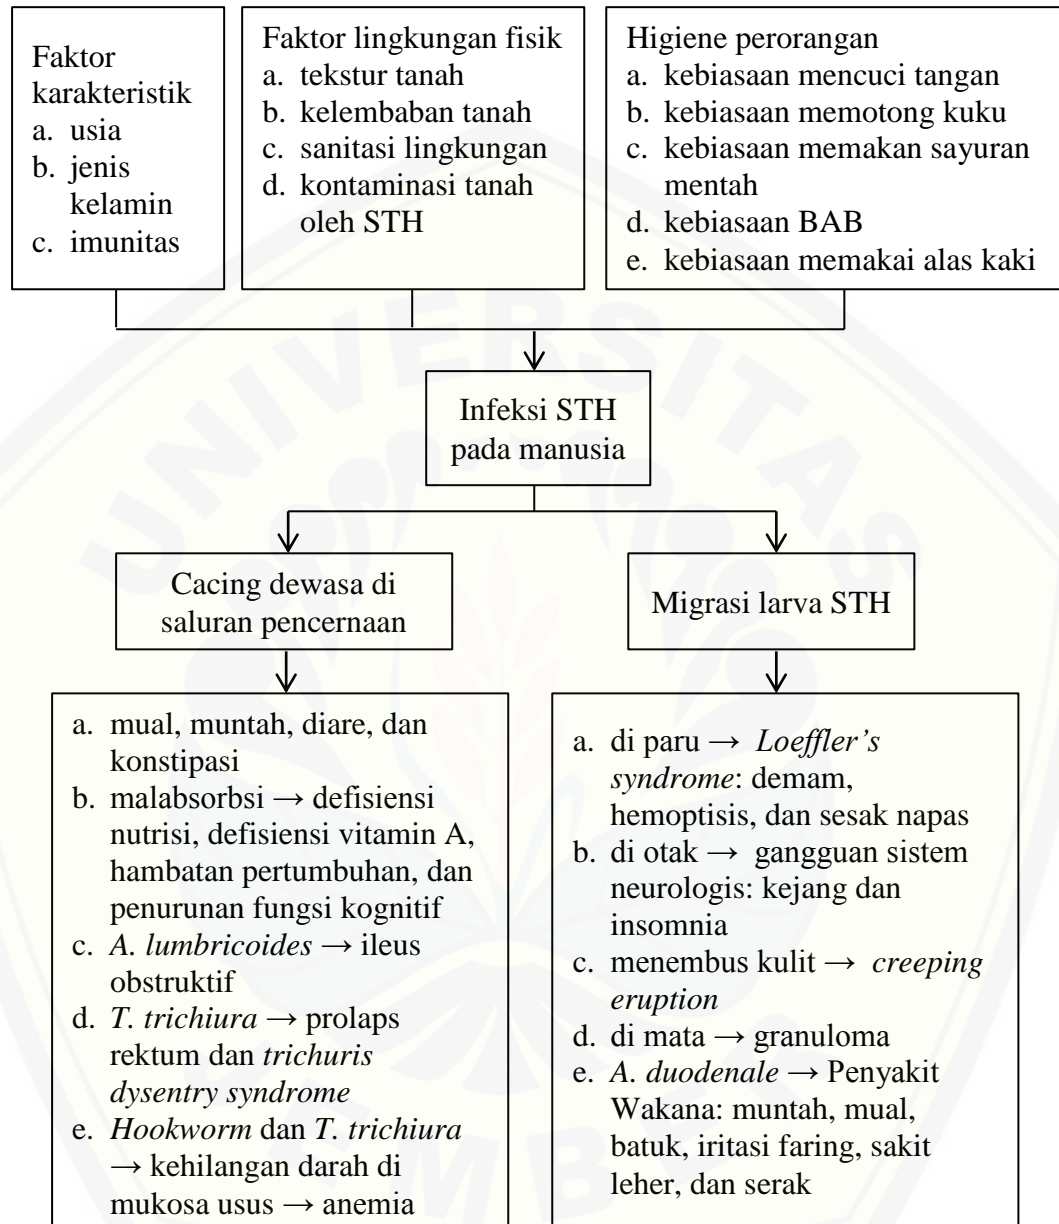 Faktor
karakteristik
a. usia
b. jenis
kelamin
c. imunitas
Faktor lingkungan fisik
a. tekstur tanah
b. kelembaban tanah
c. sanitasi lingkungan
d. kontaminasi tanah
oleh STH
Higiene perorangan
a. kebiasaan mencuci tangan
b. kebiasaan memotong kuku
c. kebiasaan memakan sayuran
mentah
d. kebiasaan BAB
e. kebiasaan memakai alas kaki
UNIVERSITAS
Infeksi STH
pada manusia
Cacing dewasa di
saluran pencernaan
Migrasi larva STH
a. mual, muntah, diare, dan
konstipasi
b. malabsorbsi → defisiensi
nutrisi, defisiensi vitamin A,
hambatan pertumbuhan, dan
penurunan fungsi kognitif
c. A. lumbricoides → ileus
obstruktif
d. T. trichiura → prolaps
rektum dan trichuris
dysentry syndrome
e. Hookworm dan T. trichiura
→ kehilangan darah di
mukosa usus → anemia
a. di paru → Loeffler's
syndrome: demam,
hemoptisis, dan sesak napas
b. di otak → gangguan sistem
neurologis: kejang dan
insomnia
c. menembus kulit → creeping
eruption
d. di mata → granuloma
e. A. duodenale → Penyakit
Wakana: muntah, mual,
batuk, iritasi faring, sakit
leher, dan serak